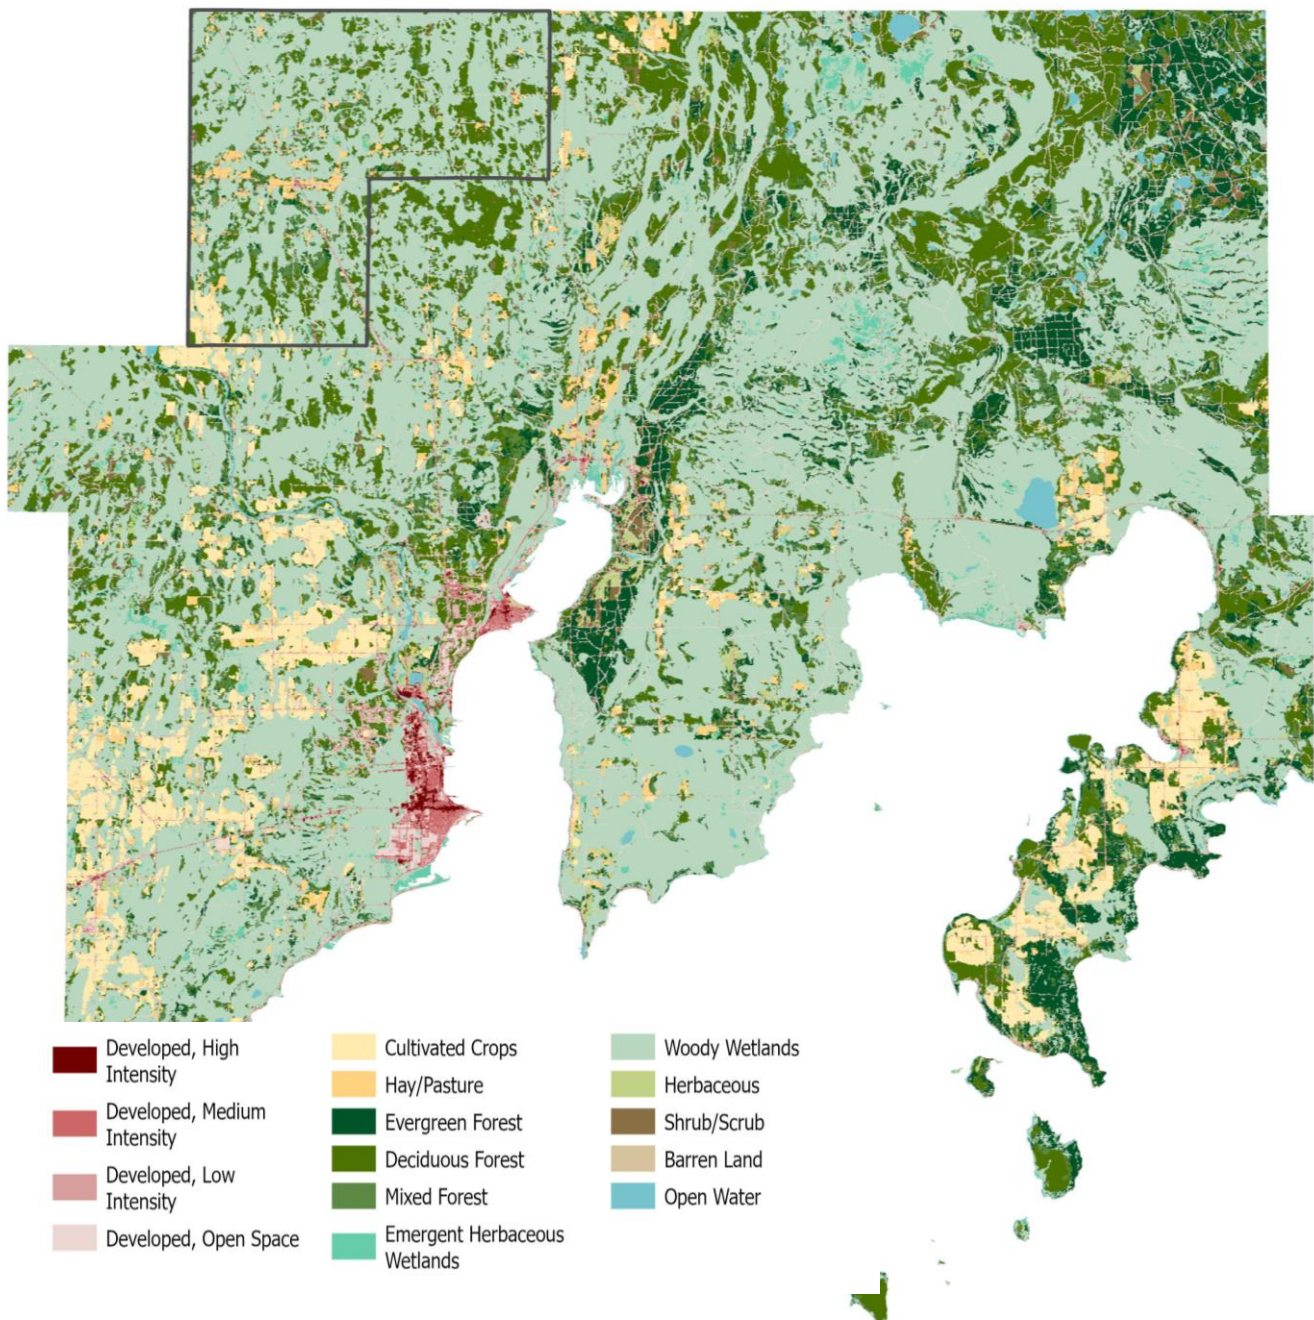 Developed, High
Intensity
Developed, Medium
Intensity
Developed, Low
Intensity
Developed, Open Space
Cultivated Crops
Hay/Pasture
Evergreen Forest
Deciduous Forest
Mixed Forest
Emergent Herbaceous
Wetlands
Woody Wetlands
Herbaceous
Shrub/Scrub
Barren Land
Open Water